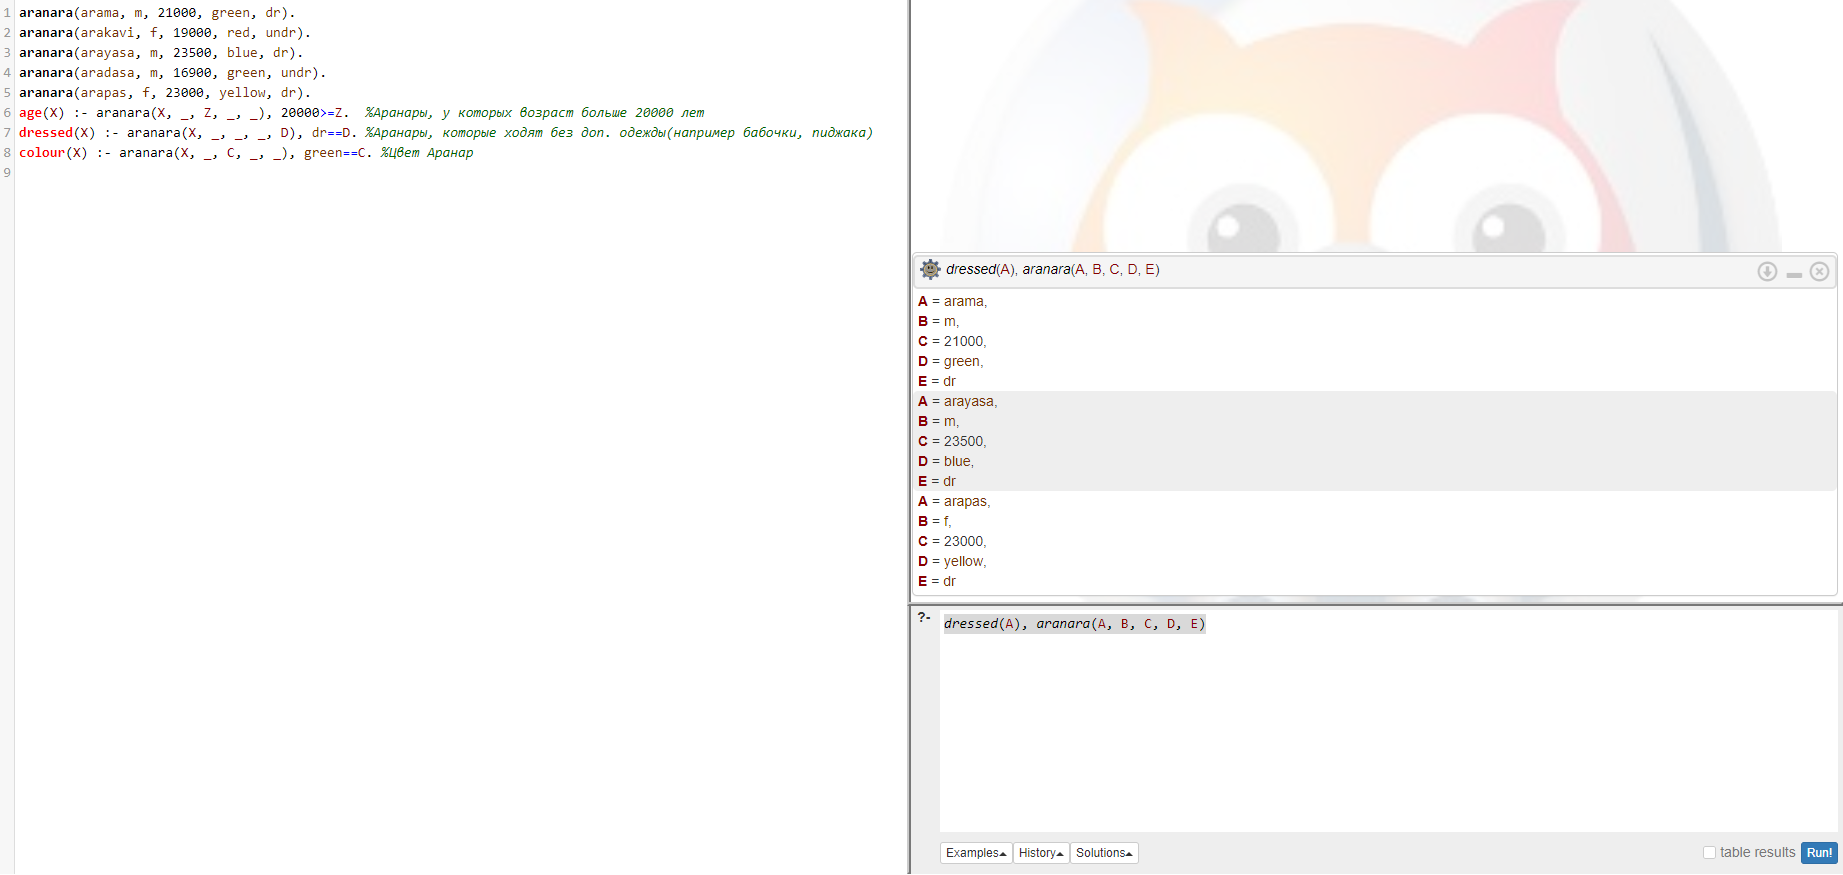 1 aranara(arama, m, 21000, green, dr).
2 aranara(arakavi, f, 19000, red, undr).
3 aranara(arayasa, m, 23500, blue, dr).
4 aranara(aradasa, m, 16900, green, undr).
5 aranara(arapas, f, 23000, yellow, dr).
6 age(X) :- aranara(X, _, Z, _, _), 20000>=Z.  %Аранары, у которых возраст больше 20000 лет
7 dressed(X) :- aranara(X, _, _, _, D), dr==D. %Аранары, которые ходят без доп. одежды(например бабочки, пиджака)
8 colour(X) :- aranara(X, _, C, _, _), green==C. %Цвет Аранар
9
dressed(A), aranara(A, B, C, D, E)
A = arama,
B = m,
C = 21000,
D = green,
E = dr
A = arayasa,
B = m,
C = 23500,
D = blue,
E = dr
A = arapas,
B = f,
C = 23000,
D = yellow,
E = dr
?- dressed(A), aranara(A, B, C, D, E)
Examples History Solutions table results Run!